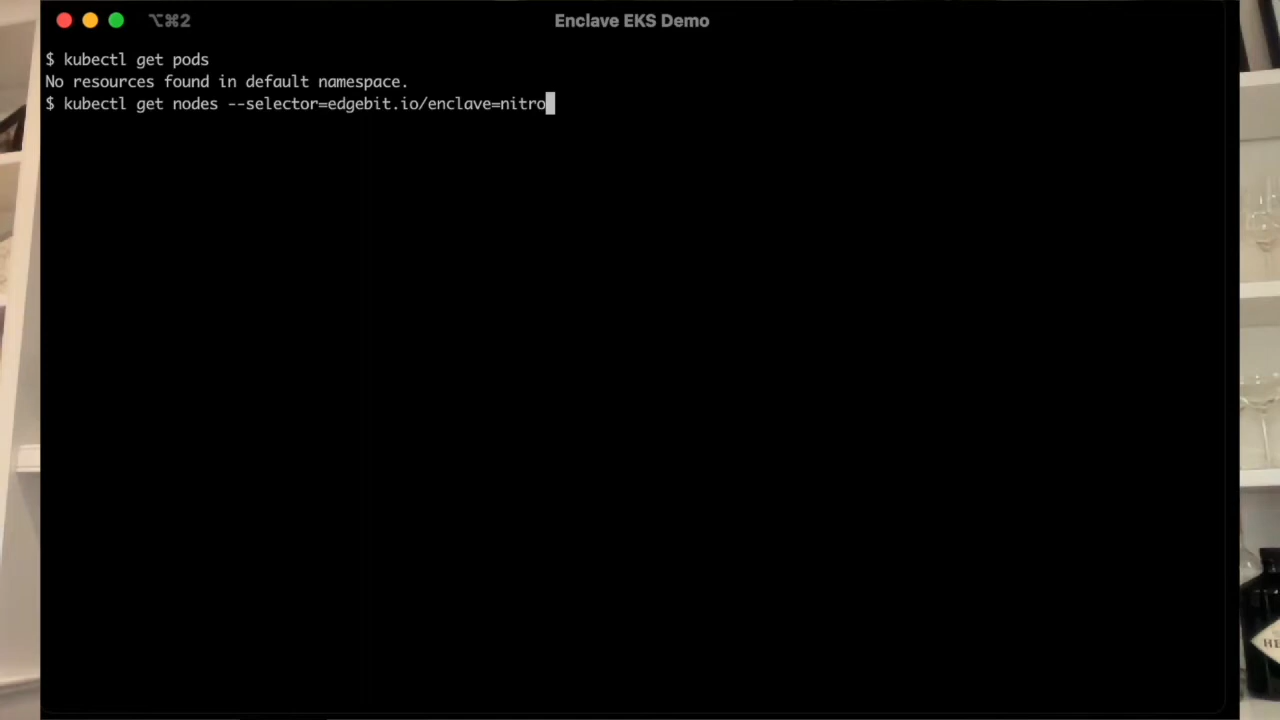 ⌥⌘2
Enclave EKS Demo
$ kubectl get pods
No resources found in default namespace.
$ kubectl get nodes --selector=edgebit.io/enclave=nitro